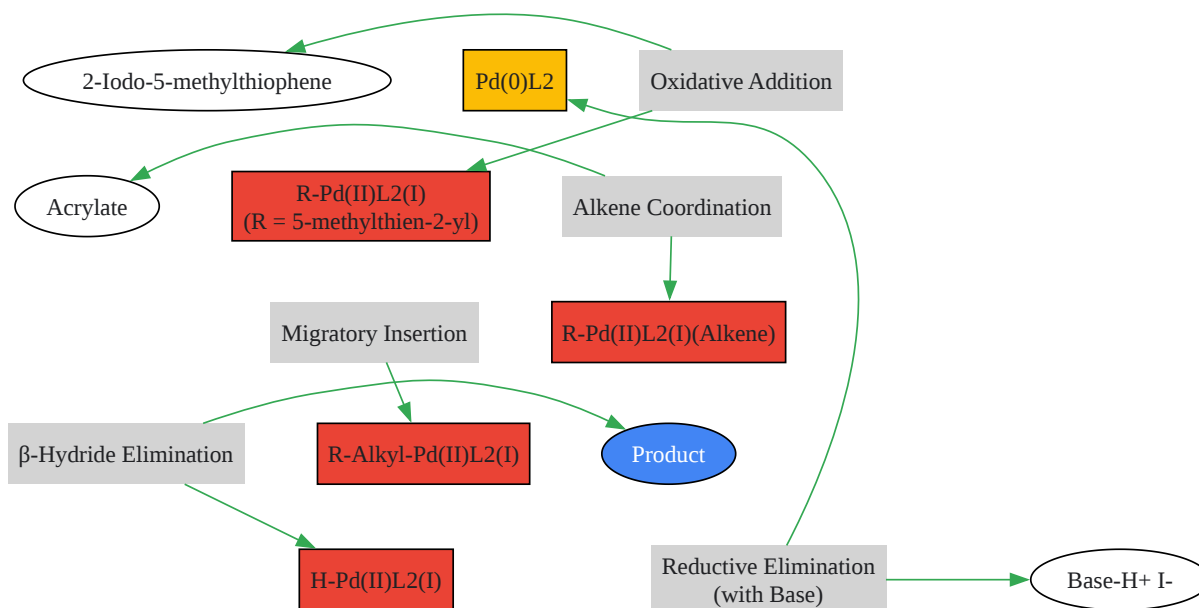 2-Iodo-5-methylthiophene
Pd(0)L2
Oxidative Addition
Acrylate
R-Pd(II)L2(I)
(R = 5-methylthien-2-yl)
Alkene Coordination
Migratory Insertion
R-Pd(II)L2(I)(Alkene)
β-Hydride Elimination
R-Alkyl-Pd(II)L2(I)
Product
H-Pd(II)L2(I)
Reductive Elimination
(with Base)
Base-H+ I-